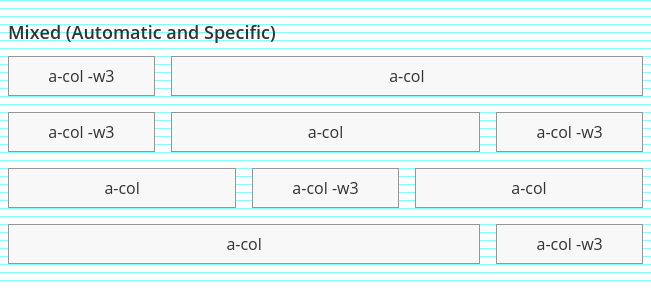 Mixed (Automatic and Specific)
a-col -w3 a-col
a-col -w3 a-col a-col -w3
a-col a-col -w3 a-col
a-col a-col -w3